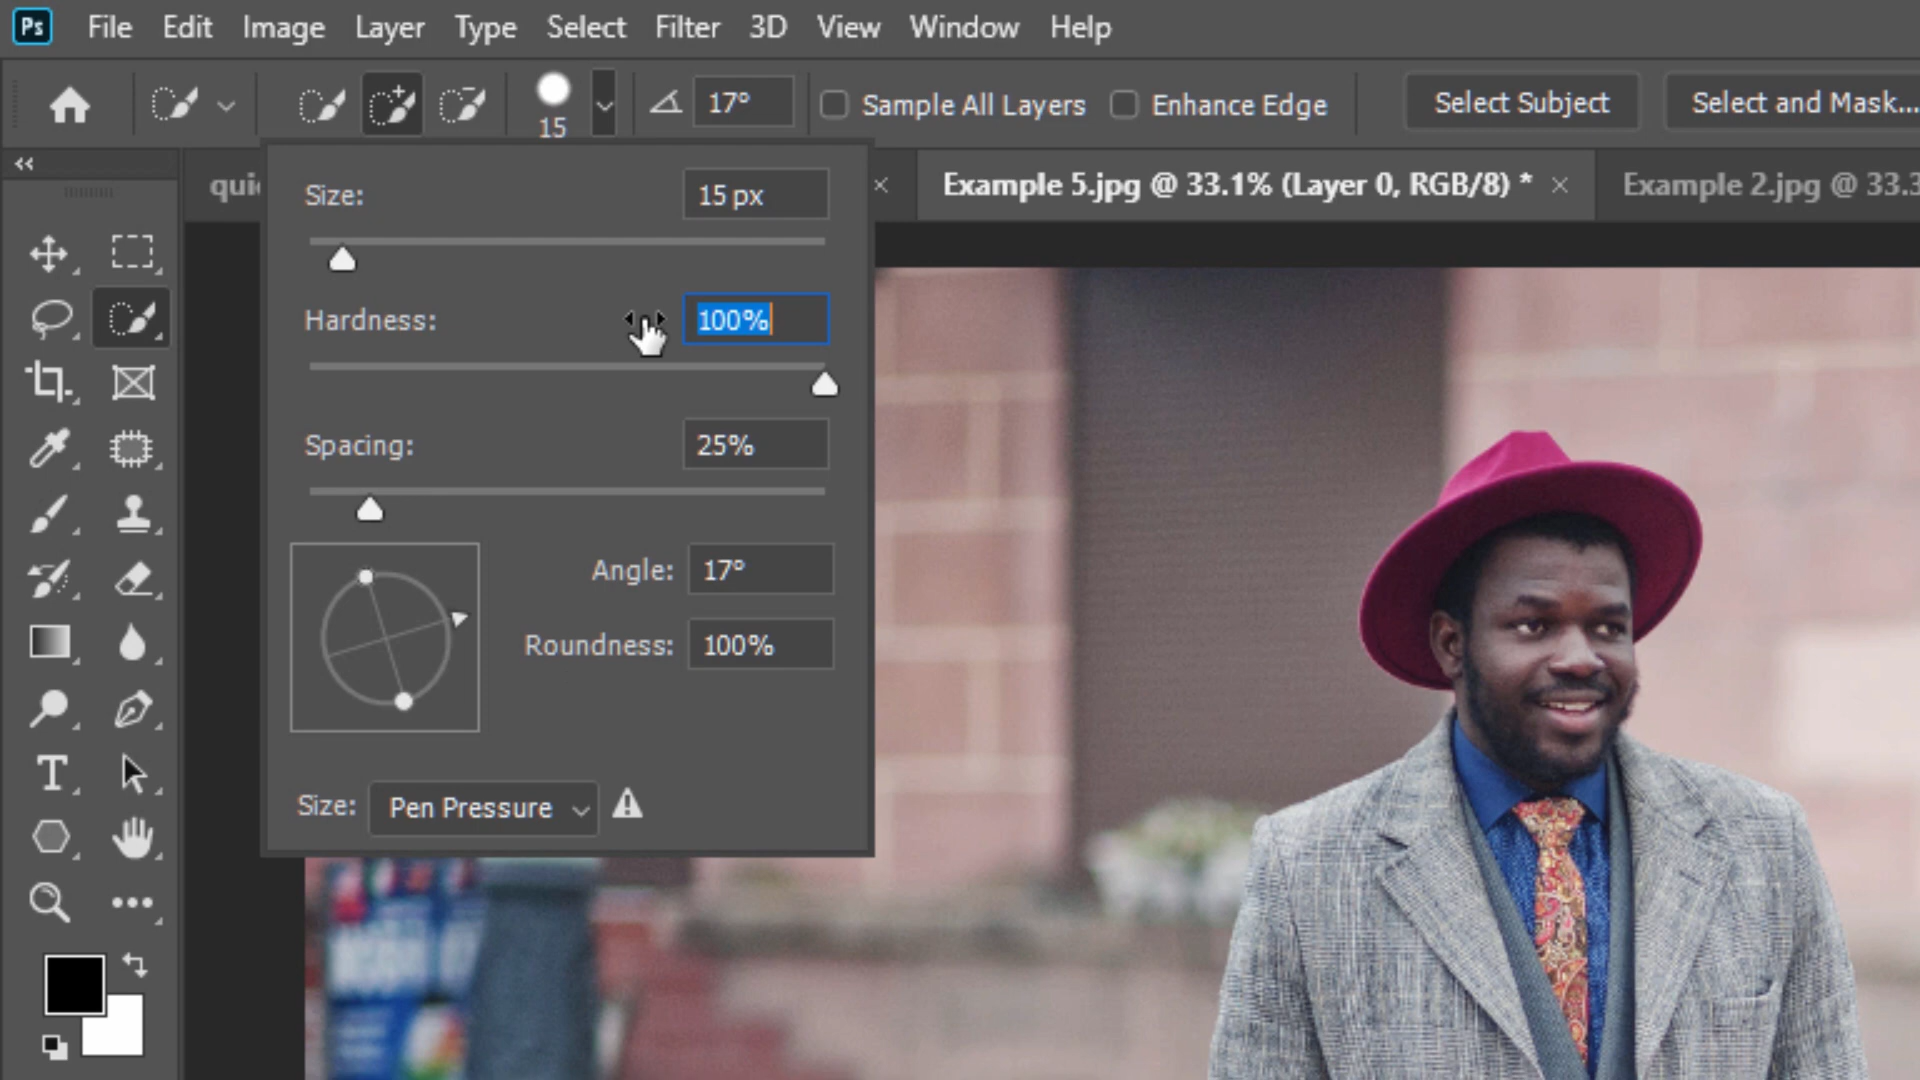 Ps File Edit Image Layer Type Select Filter 3D View Window Help
15 17° Sample All Layers Enhance Edge Select Subject Select and Mask...
Example 5.jpg @ 33.1% (Layer 0, RGB/8) * × Example 2.jpg @ 33.3
Size: 15 px
Hardness: 100%
Spacing: 25%
Angle: 17°
Roundness: 100%
Size: Pen Pressure